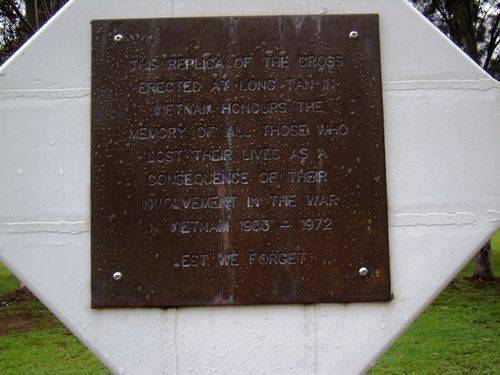 THIS REPLICA OF THE CROSS
ERECTED AT LONG TAN IN
VIETNAM HONOURS THE
MEMORY OF ALL THOSE WHO
LOST THEIR LIVES AS A
CONSEQUENCE OF THEIR
INVOLVEMENT IN THE WAR
IN VIETNAM 1963 - 1972
LEST WE FORGET